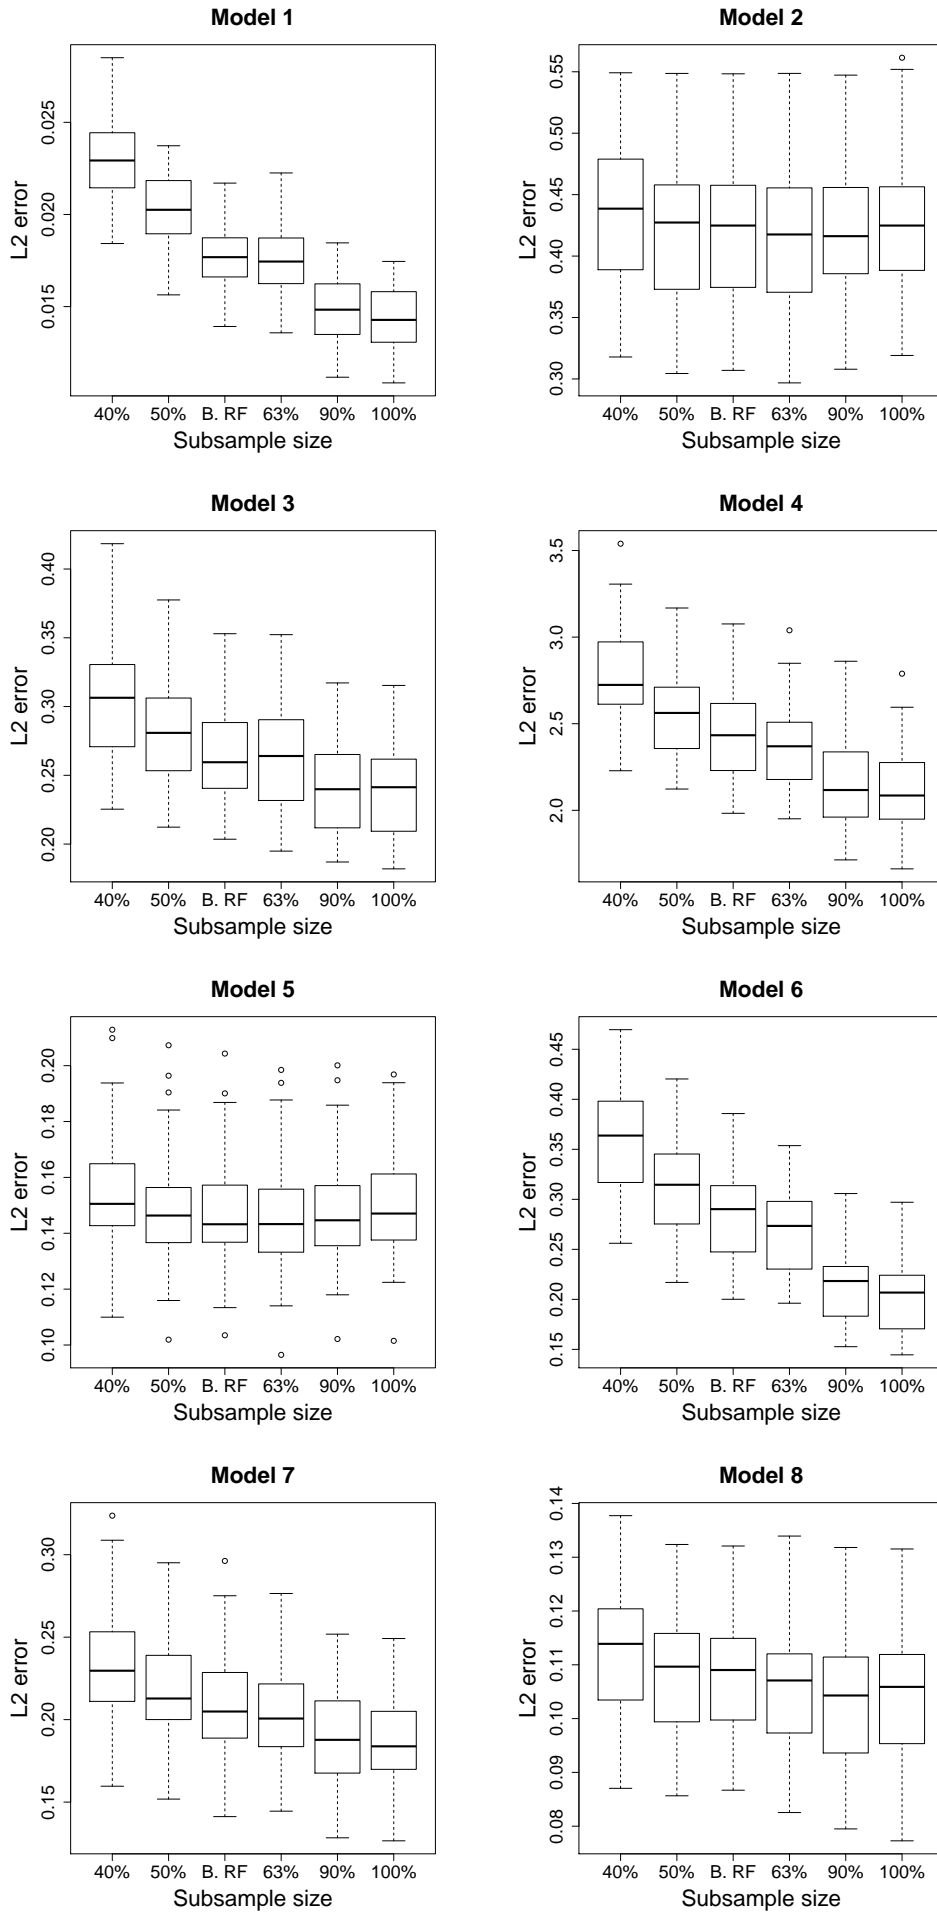 Model 1
L2 error
0.025
0.020
0.015
40% 50% B. RF 63% 90% 100%
Subsample size
Model 2
L2 error
0.55
0.50
0.45
0.40
0.35
0.30
40% 50% B. RF 63% 90% 100%
Subsample size
Model 3
L2 error
0.40
0.35
0.30
0.25
0.20
40% 50% B. RF 63% 90% 100%
Subsample size
Model 4
L2 error
3.5
3.0
2.5
2.0
40% 50% B. RF 63% 90% 100%
Subsample size
Model 5
L2 error
0.20
0.18
0.16
0.14
0.12
0.10
40% 50% B. RF 63% 90% 100%
Subsample size
Model 6
L2 error
0.45
0.40
0.35
0.30
0.25
0.20
0.15
40% 50% B. RF 63% 90% 100%
Subsample size
Model 7
L2 error
0.30
0.25
0.20
0.15
40% 50% B. RF 63% 90% 100%
Subsample size
Model 8
L2 error
0.14
0.13
0.12
0.11
0.10
0.09
0.08
40% 50% B. RF 63% 90% 100%
Subsample size